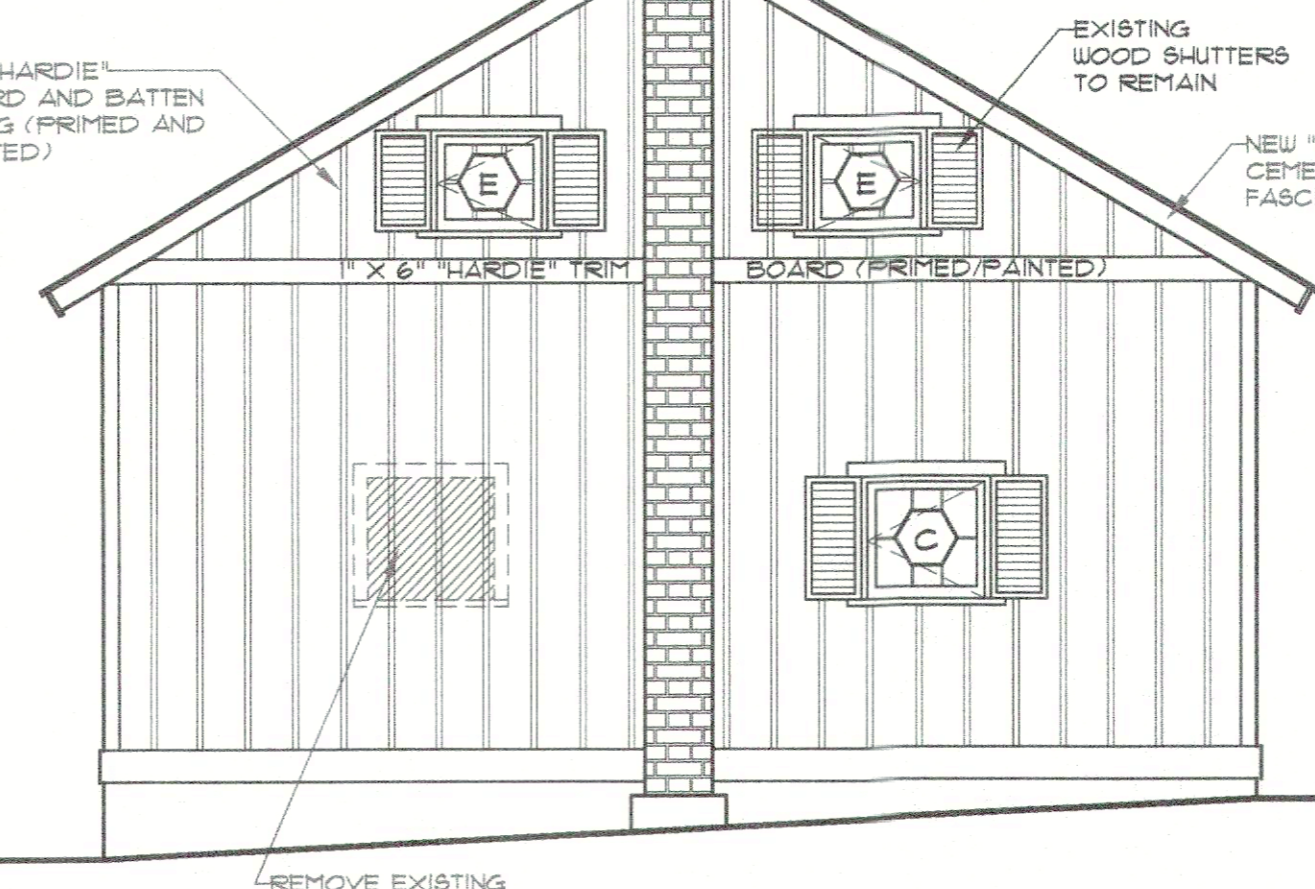 HARDIE"
RD AND BATTEN
G (PRIMED AND
TED)
EXISTING
WOOD SHUTTERS
TO REMAIN
NEW "
CEME
FASC
E
E
1" X 6" "HARDIE" TRIM BOARD (PRIMED/PAINTED)
C
REMOVE EXISTING